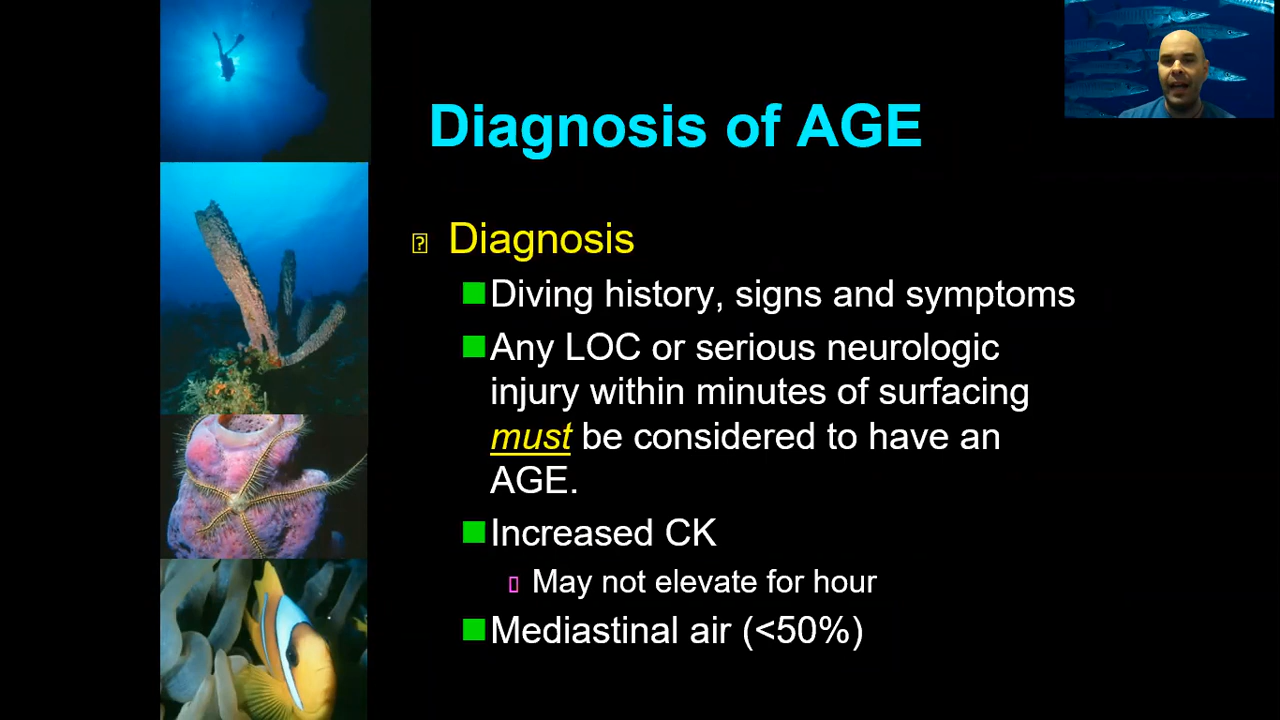 Diagnosis of AGE
Diagnosis
Diving history, signs and symptoms
Any LOC or serious neurologic
injury within minutes of surfacing
must be considered to have an
AGE.
Increased CK
May not elevate for hour
Mediastinal air (<50%)